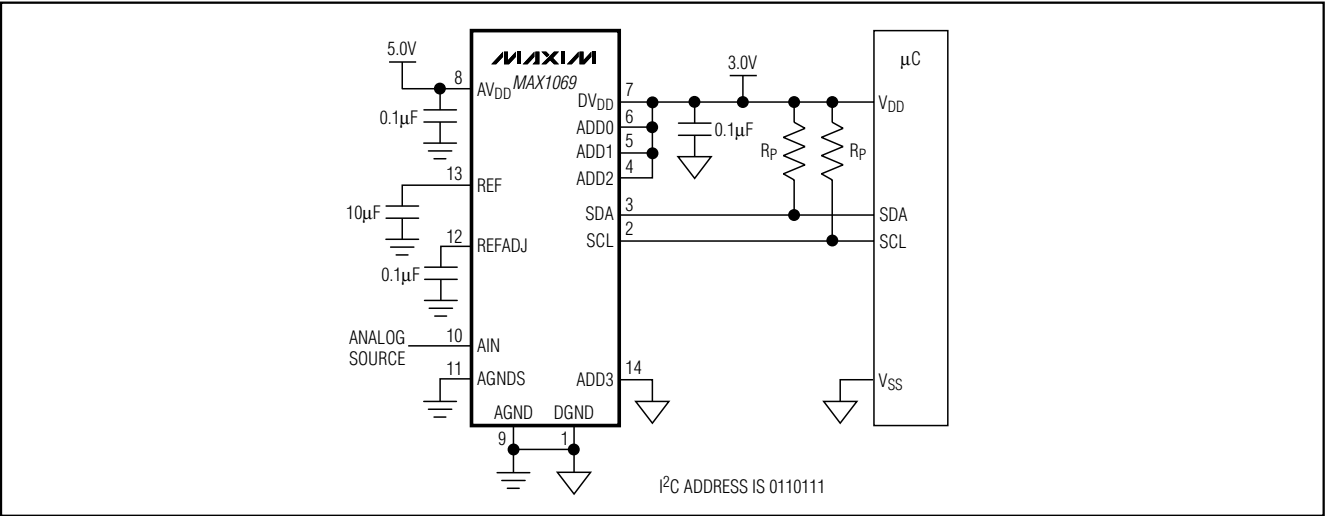 5.0V
MAXIM
MAX1069
8
AVDD
0.1μF
13
REF
10μF
12
REFADJ
0.1μF
ANALOG
SOURCE
10
AIN
11
AGNDS
AGND
DGND
9
1
DVDD
7
ADD0
6
ADD1
5
ADD2
4
SDA
3
SCL
2
ADD3
14
3.0V
0.1μF
RP
RP
μC
VDD
SDA
SCL
VSS
I2C ADDRESS IS 0110111